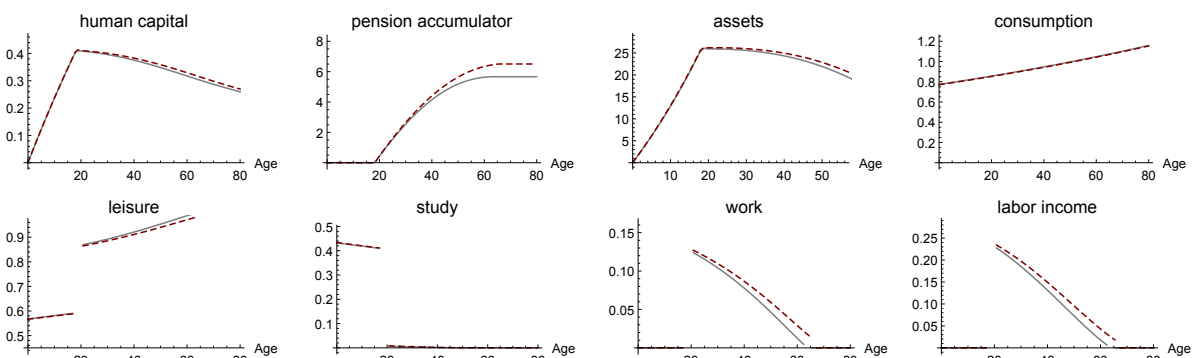 human capital
0.4
0.3
0.2
0.1
20 40 60 80
Age
pension accumulator
8
6
4
2
20 40 60 80
Age
assets
25
20
15
10
5
10 20 30 40 50
Age
consumption
1.2
1.0
0.8
0.6
0.4
0.2
20 40 60 80
Age
leisure
0.9
0.8
0.7
0.6
0.5
Age
study
0.5
0.4
0.3
0.2
0.1
Age
work
0.15
0.10
0.05
Age
labor income
0.25
0.20
0.15
0.10
0.05
Age